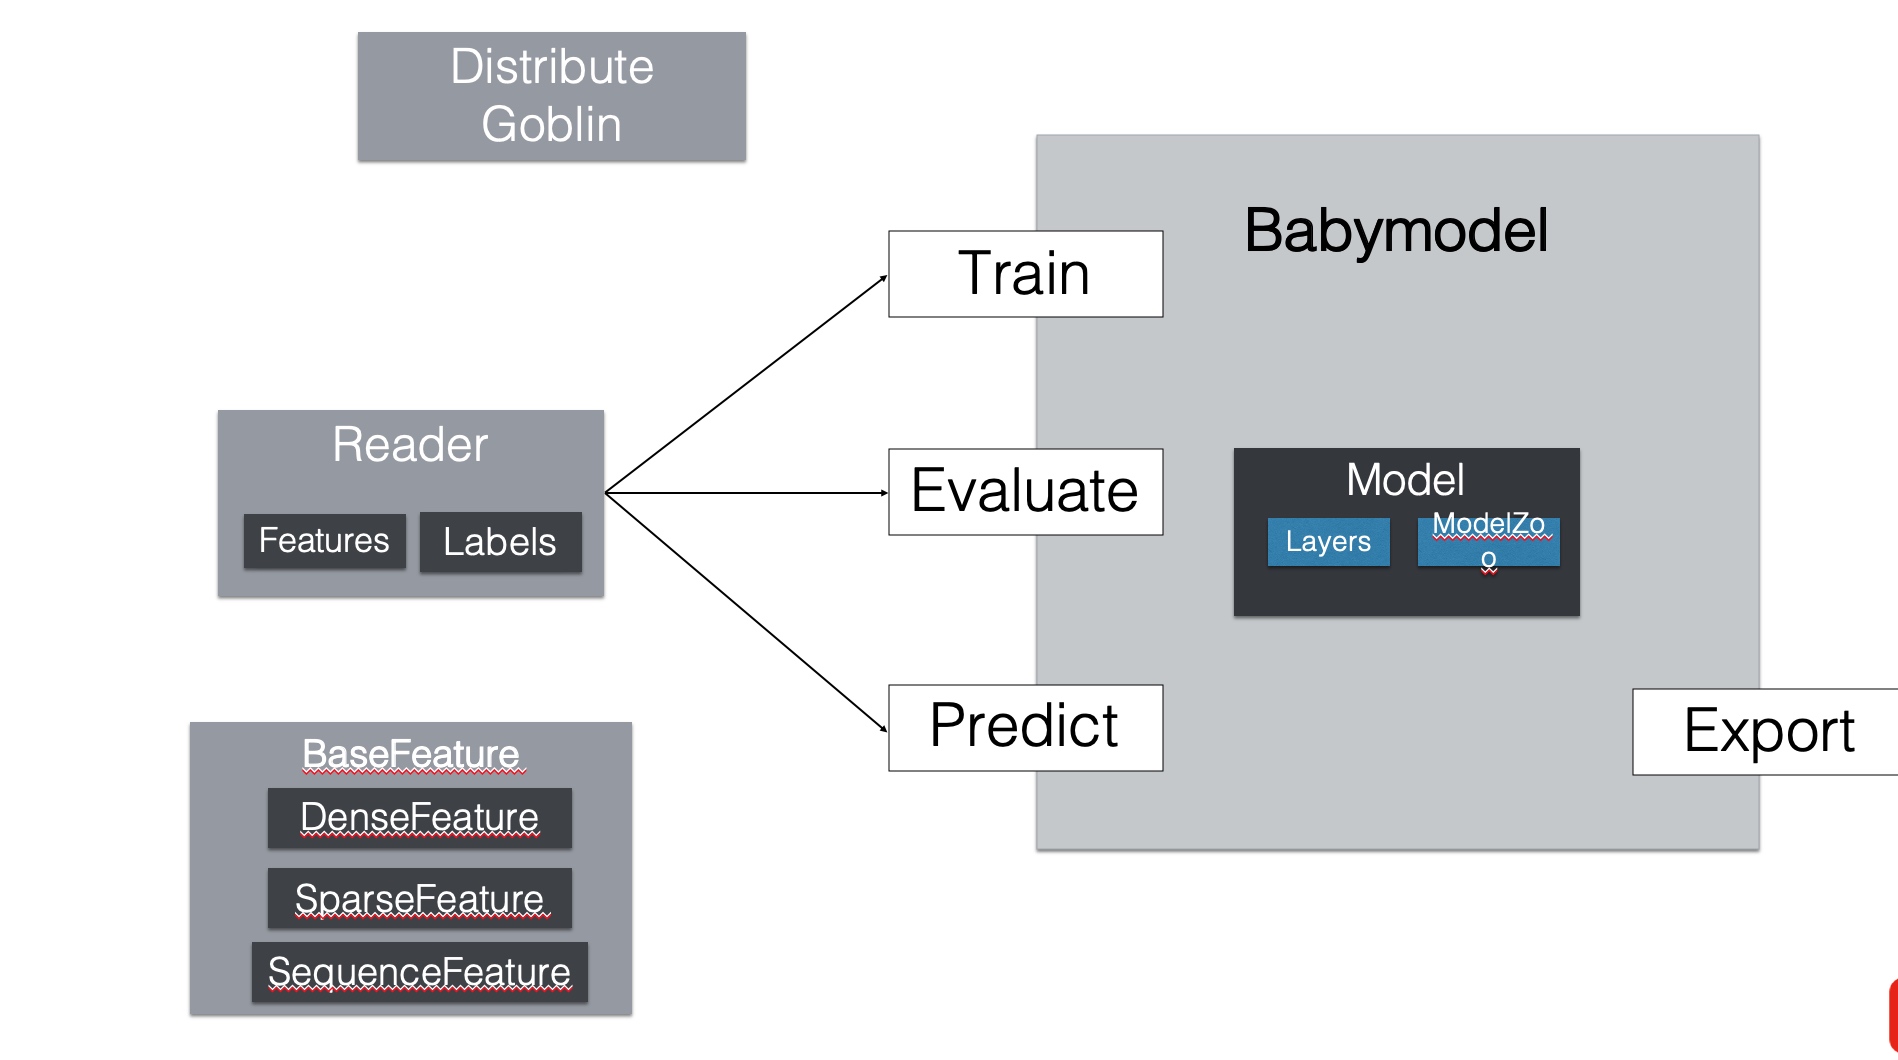 Distribute
Goblin
Babymodel
Train
Reader
Features
Labels
Evaluate
Model
Layers
ModelZo
o
Predict
Export
BaseFeature
DenseFeature
SparseFeature
SequenceFeature